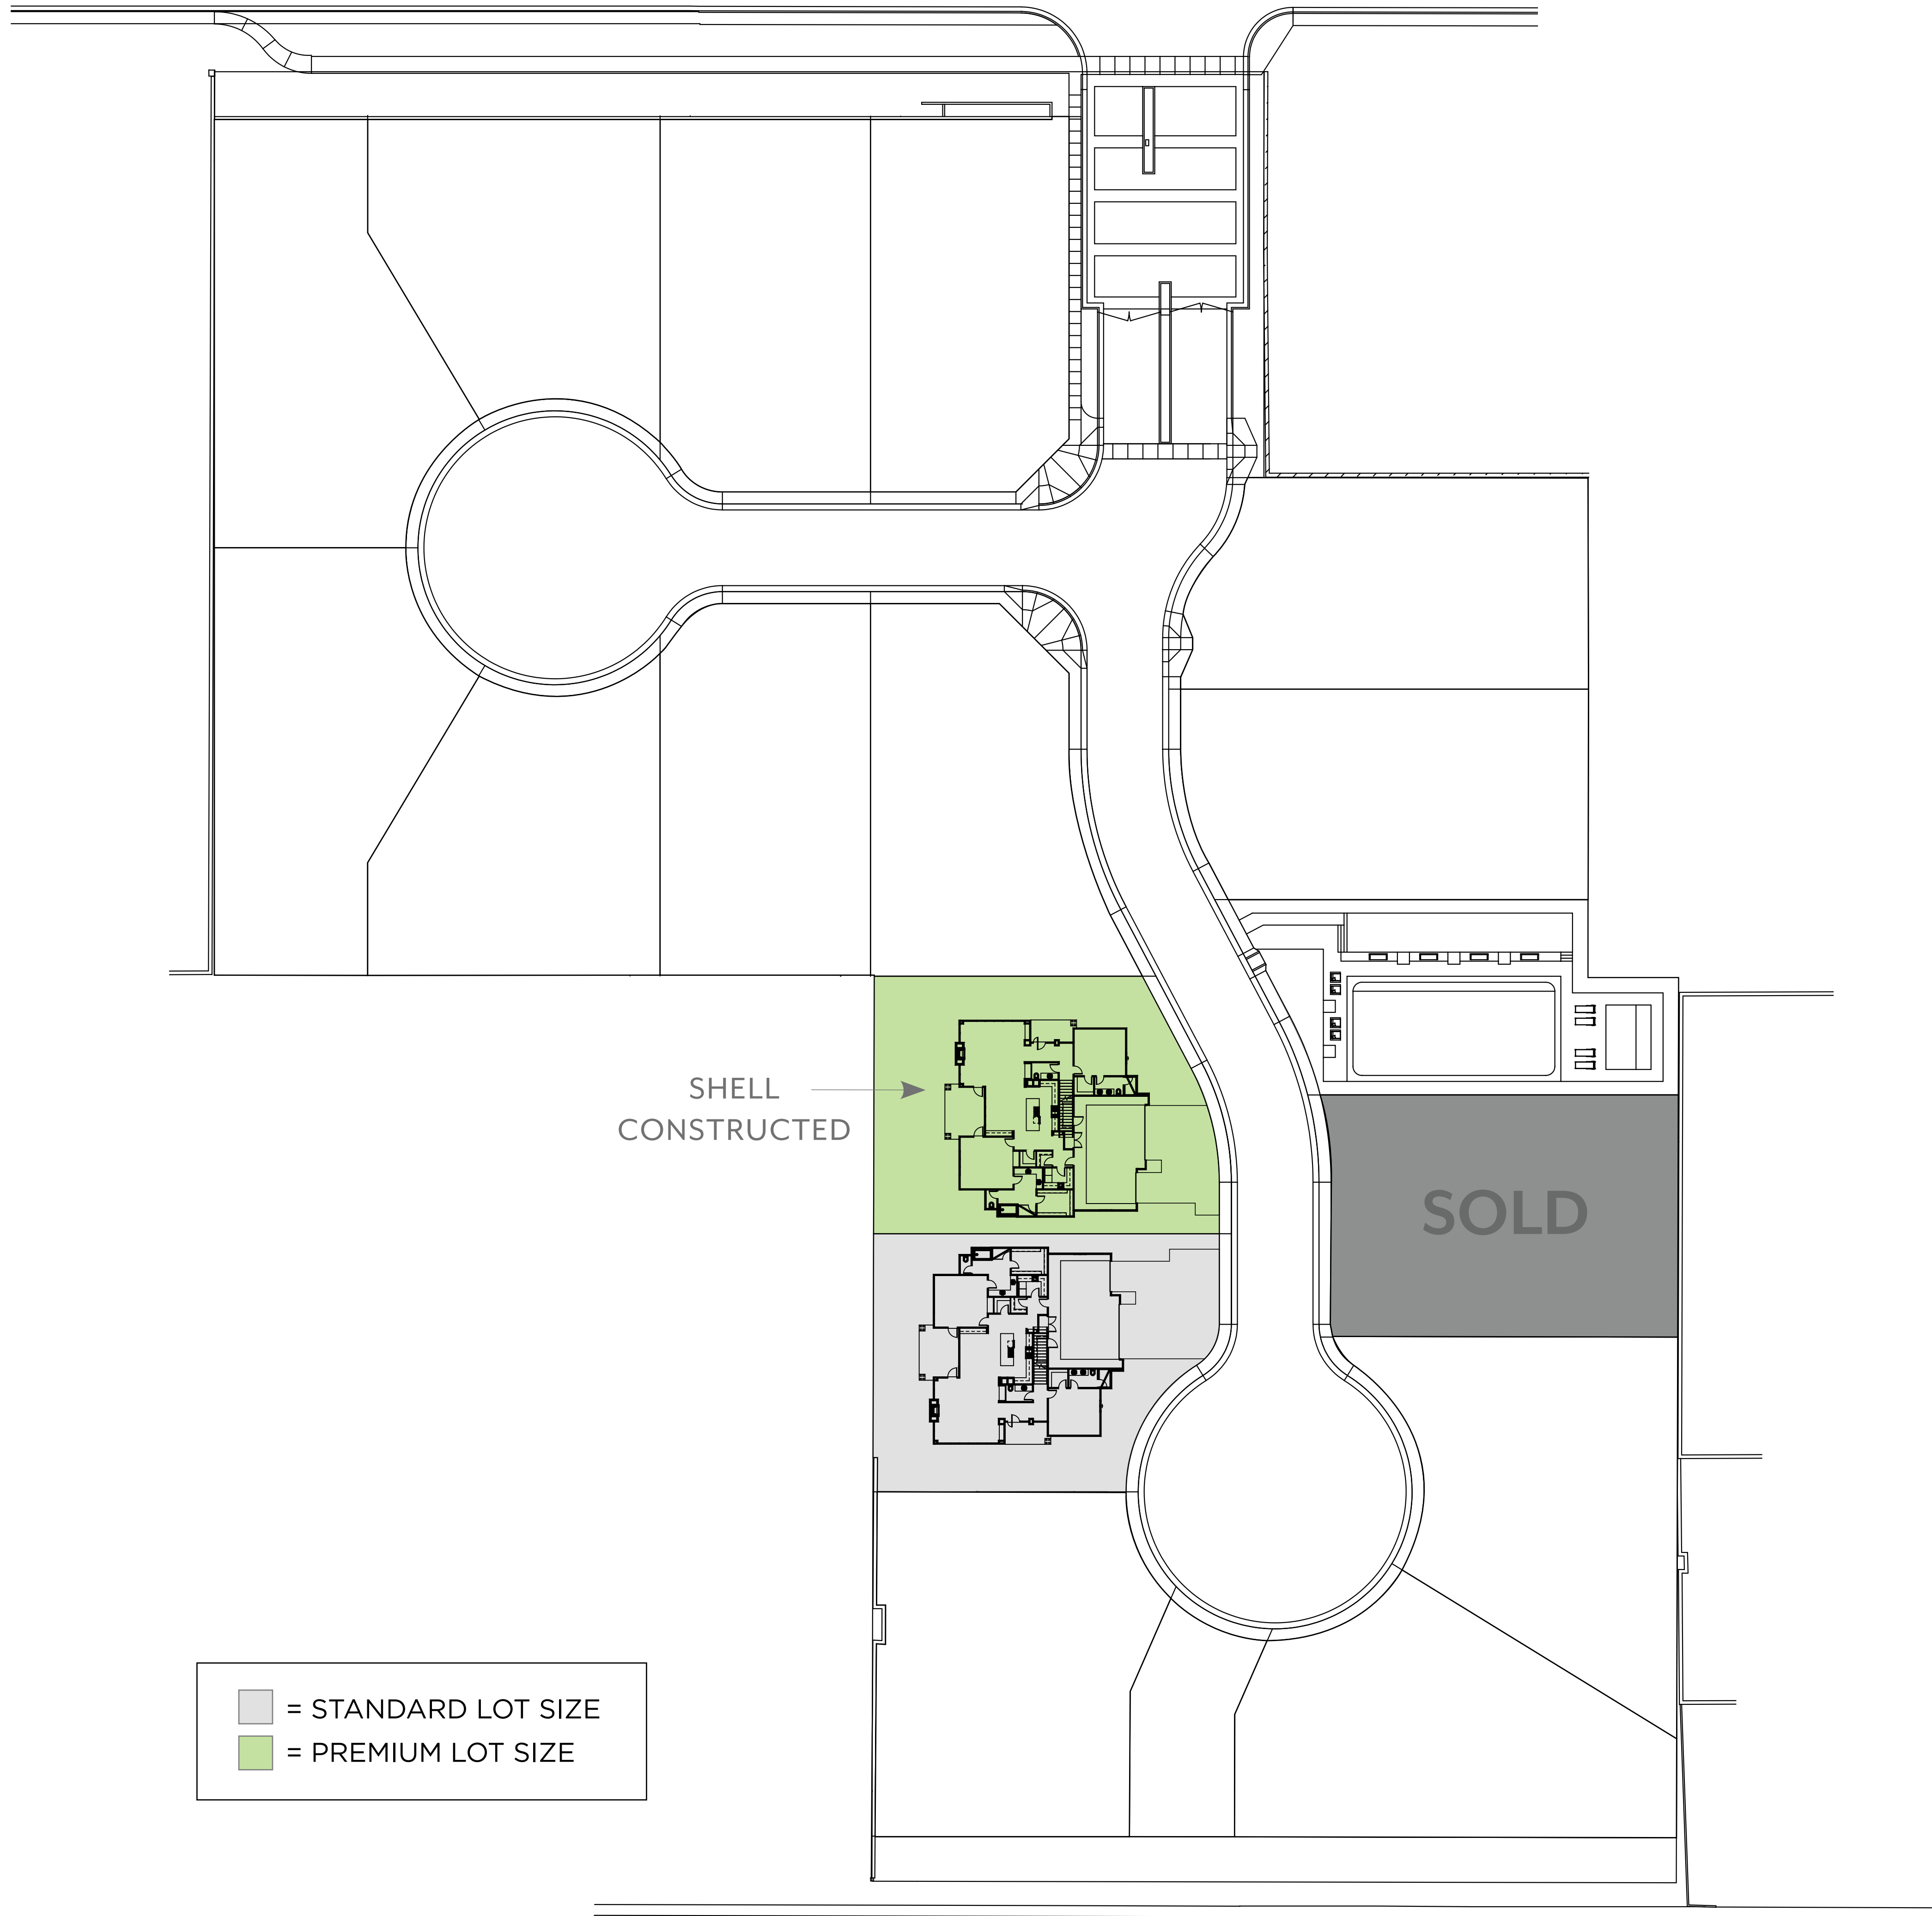 SHELL
CONSTRUCTED
SOLD
= STANDARD LOT SIZE
= PREMIUM LOT SIZE